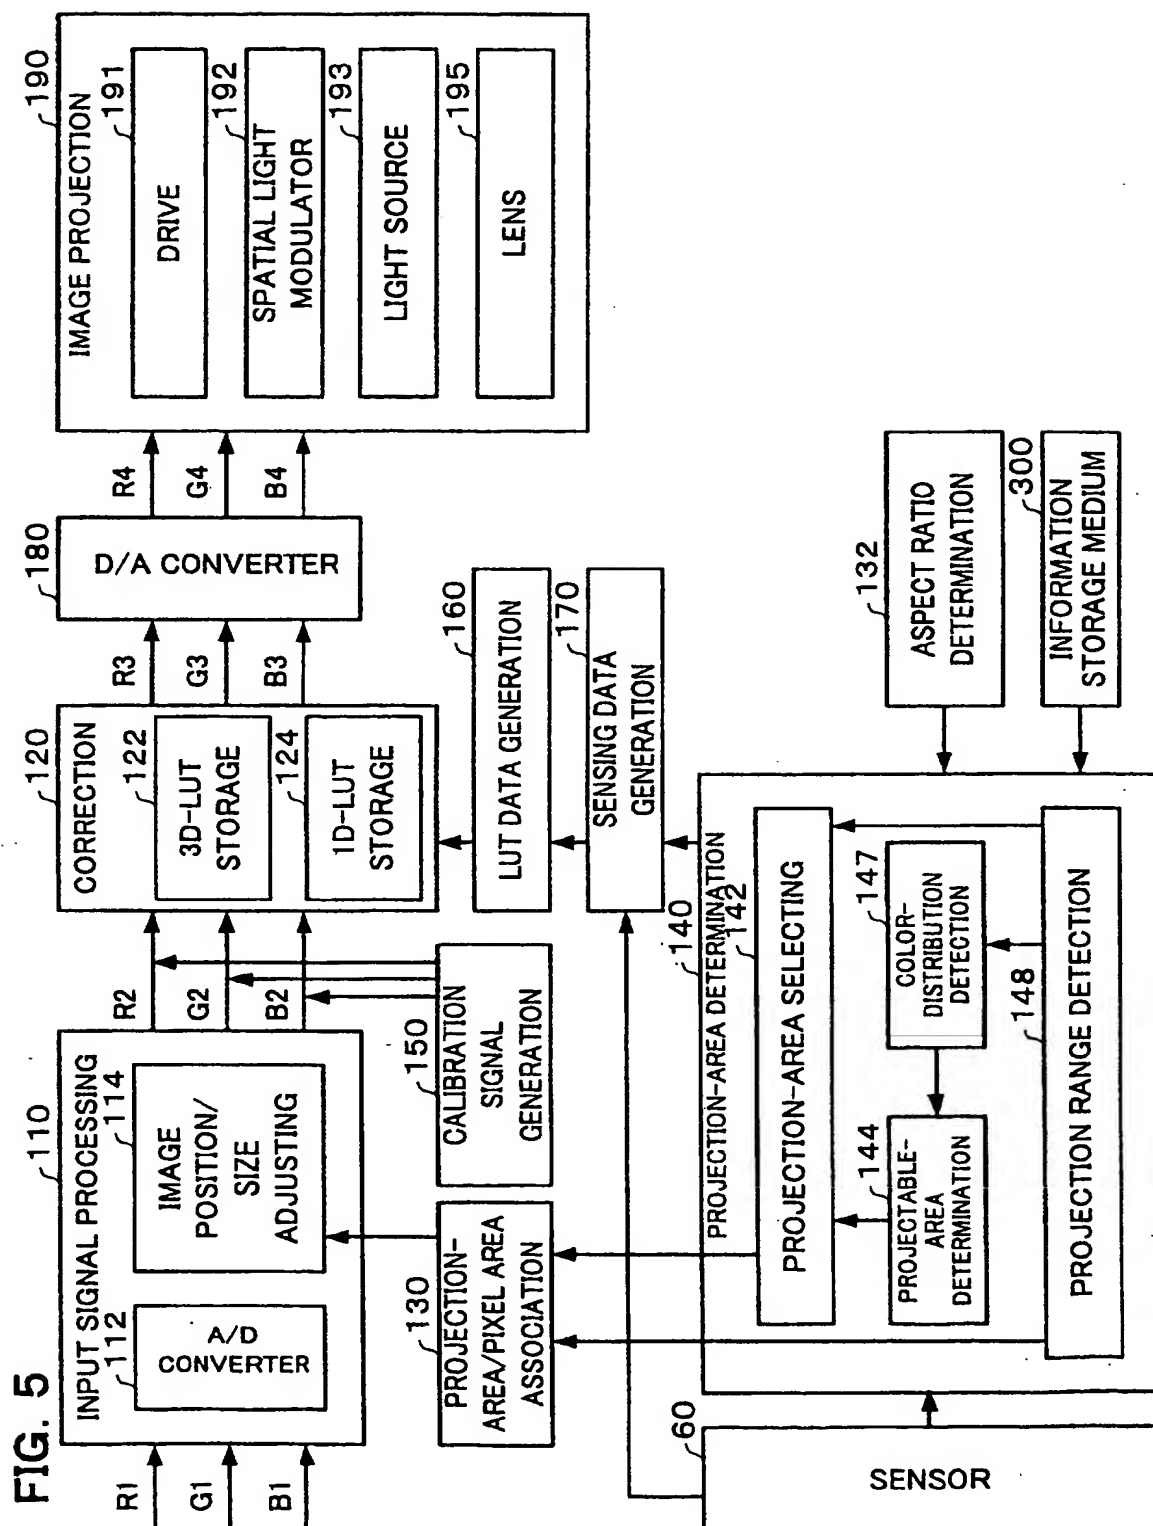 FIG. 5
R1
G1
B1
110
INPUT SIGNAL PROCESSING
112
A/D
CONVERTER
114
IMAGE
POSITION/
SIZE
ADJUSTING
R2
G2
B2
120
CORRECTION
122
3D-LUT
STORAGE
124
1D-LUT
STORAGE
R3
G3
B3
180
D/A CONVERTER
R4
G4
B4
190
IMAGE PROJECTION
191
DRIVE
192
SPATIAL LIGHT
MODULATOR
193
LIGHT SOURCE
195
LENS
130
PROJECTION-
AREA/PIXEL AREA
ASSOCIATION
150
CALIBRATION
SIGNAL
GENERATION
160
LUT DATA GENERATION
170
SENSING DATA
GENERATION
60
SENSOR
140
PROJECTION-AREA DETERMINATION
142
PROJECTION-AREA SELECTING
144
PROJECTABLE-
AREA
DETERMINATION
147
COLOR-
DISTRIBUTION
DETECTION
148
PROJECTION RANGE DETECTION
132
ASPECT RATIO
DETERMINATION
300
INFORMATION
STORAGE MEDIUM